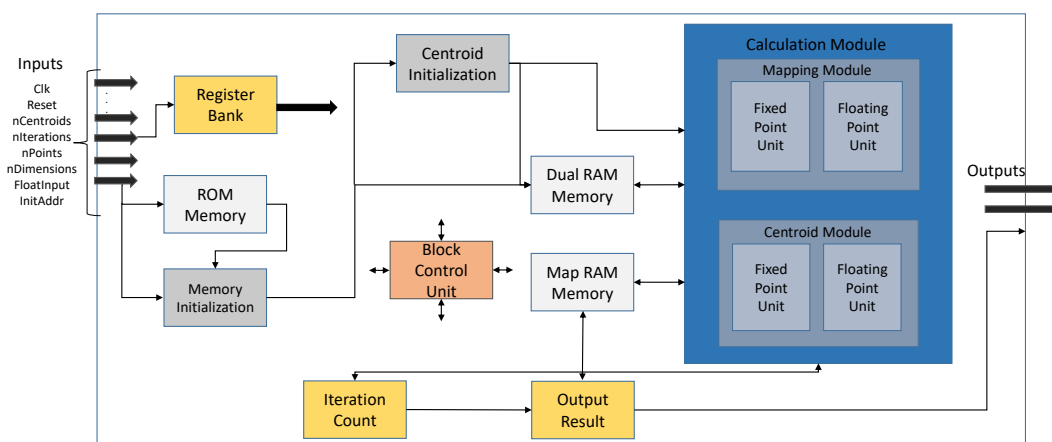 Inputs
Clk
Reset
nCentroids
nIterations
nPoints
nDimensions
FloatInput
InitAddr
Register
Bank
ROM
Memory
Memory
Initialization
Centroid
Initialization
Block
Control
Unit
Dual RAM
Memory
Map RAM
Memory
Iteration
Count
Output
Result
Calculation Module
Mapping Module
Fixed
Point
Unit
Floating
Point
Unit
Centroid Module
Fixed
Point
Unit
Floating
Point
Unit
Outputs